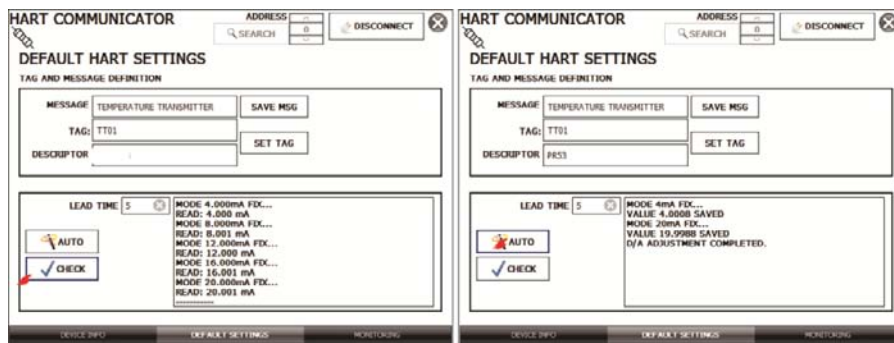 HART COMMUNICATOR
ADDRESS
SEARCH
0
DISCONNECT
DEFAULT HART SETTINGS
TAG AND MESSAGE DEFINITION
MESSAGE TEMPERATURE TRANSMITTER SAVE MSG
TAG: TT01
SET TAG
DESCRIPTOR
LEAD TIME 5
AUTO
CHECK
MODE 4.000mA FIX...
READ: 4.000 mA
MODE 8.000mA FIX...
READ: 8.001 mA
MODE 12.000mA FIX...
READ: 12.000 mA
MODE 16.000mA FIX...
READ: 16.001 mA
MODE 20.000mA FIX...
READ: 20.001 mA
----------
DEVICE INFO DEFAULT SETTINGS MONITORING
HART COMMUNICATOR
ADDRESS
SEARCH
0
DISCONNECT
DEFAULT HART SETTINGS
TAG AND MESSAGE DEFINITION
MESSAGE TEMPERATURE TRANSMITTER SAVE MSG
TAG: TT01
SET TAG
DESCRIPTOR PR53
LEAD TIME 5
AUTO
CHECK
MODE 4mA FIX...
VALUE 4.0008 SAVED
MODE 20mA FIX...
VALUE 19.9988 SAVED
D/A ADJUSTMENT COMPLETED.
DEVICE INFO DEFAULT SETTINGS MONITORING